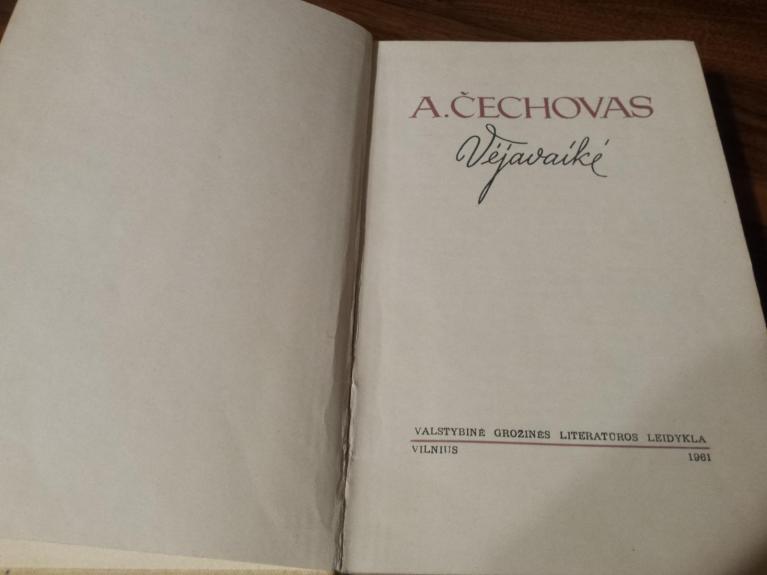 A. ČECHOVAS
Vėjavaikė
VALSTYBINĖ GROŽINĖS LITERATŪROS LEIDYKLA
VILNIUS 1961